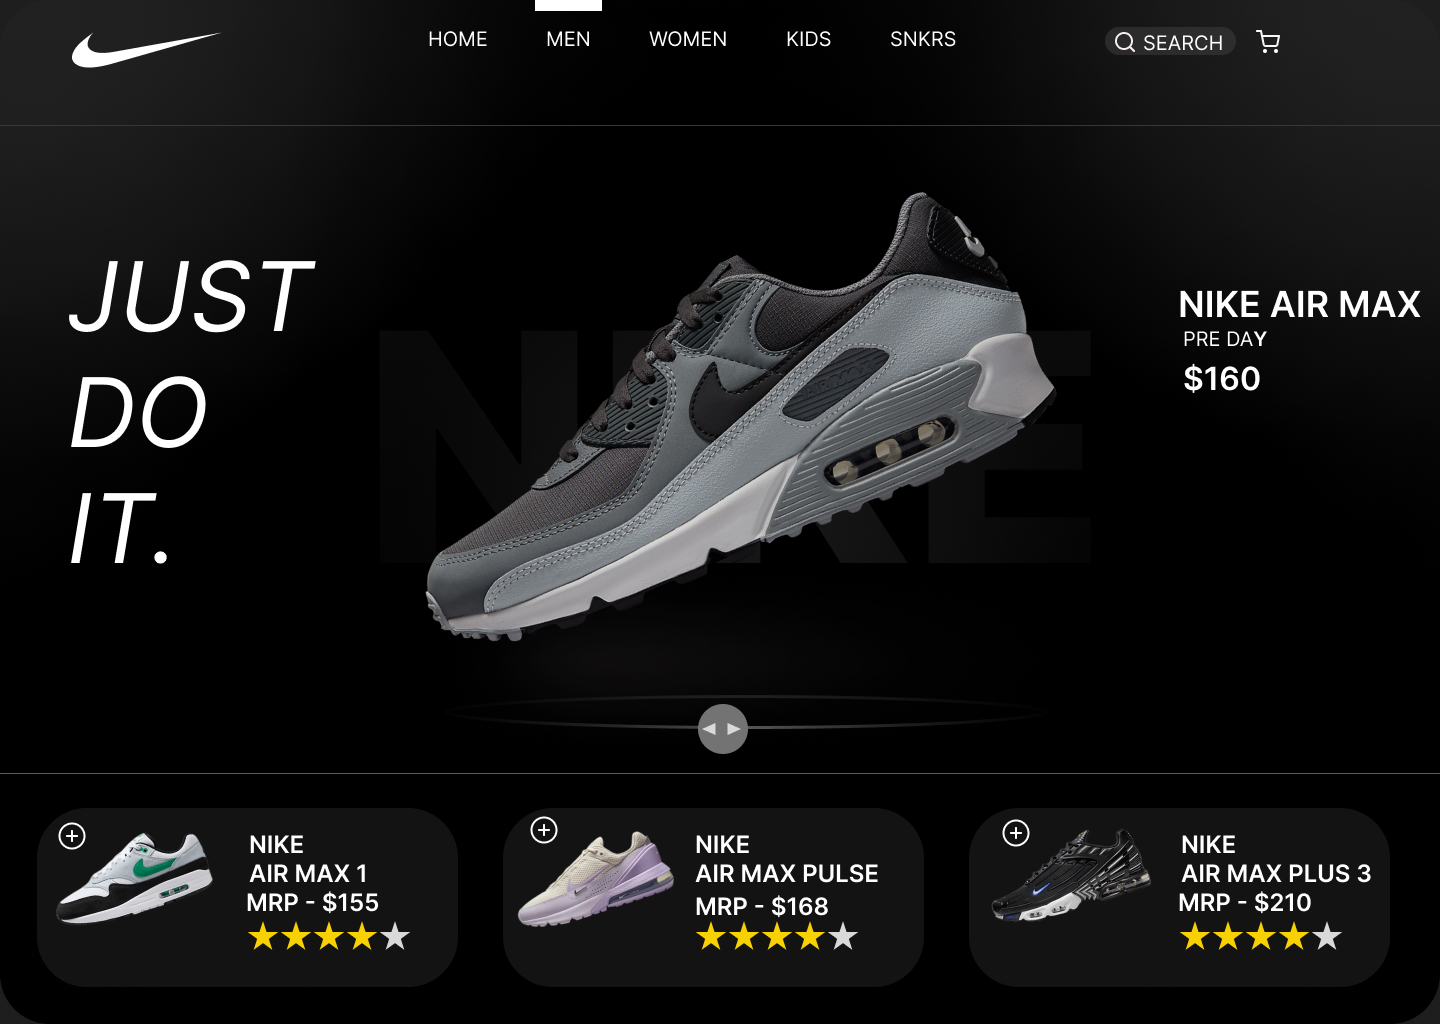 HOME MEN WOMEN KIDS SNKRS SEARCH
JUST
DO
IT.
NIKE
NIKE AIR MAX
PRE DAY
$160
NIKE
AIR MAX 1
MRP - $155
NIKE
AIR MAX PULSE
MRP - $168
NIKE
AIR MAX PLUS 3
MRP - $210